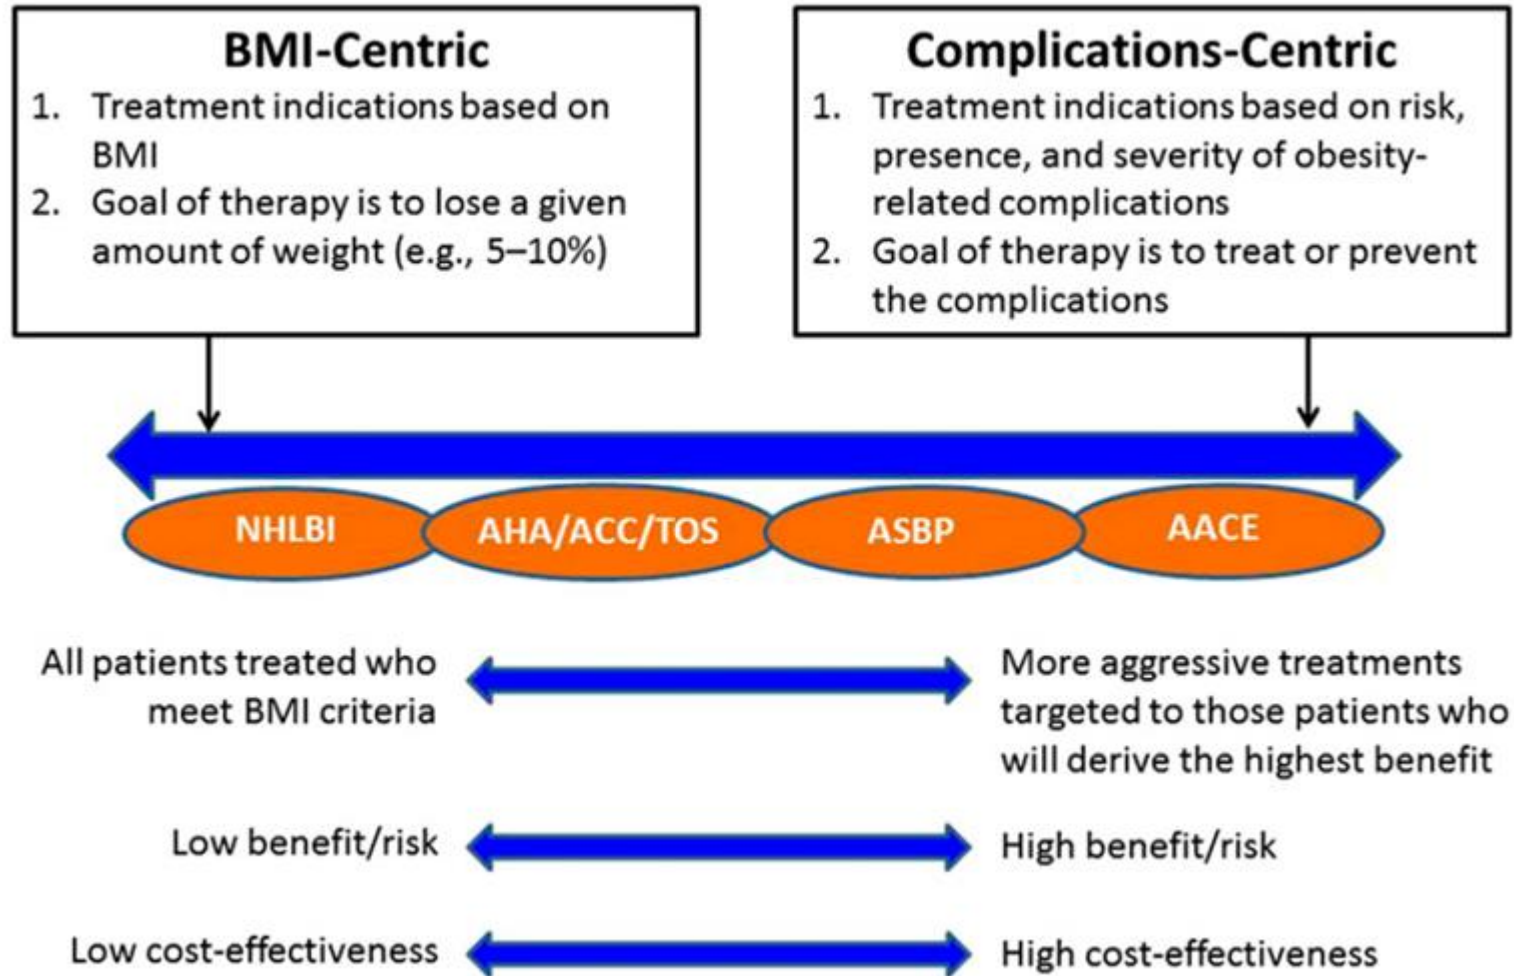 BMI-Centric
1. Treatment indications based on
BMI
2. Goal of therapy is to lose a given
amount of weight (e.g., 5–10%)
Complications-Centric
1. Treatment indications based on risk,
presence, and severity of obesity-
related complications
2. Goal of therapy is to treat or prevent
the complications
NHLBI
AHA/ACC/TOS
ASBP
AACE
All patients treated who
meet BMI criteria
More aggressive treatments
targeted to those patients who
will derive the highest benefit
Low benefit/risk
High benefit/risk
Low cost-effectiveness
High cost-effectiveness